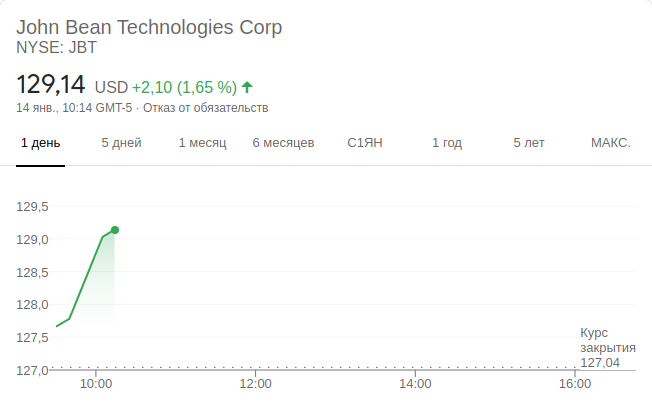 John Bean Technologies Corp
NYSE: JBT
129,14 USD +2,10 (1,65 %)
14 янв., 10:14 GMT-5 · Отказ от обязательств
1 день 5 дней 1 месяц 6 месяцев С1ЯН 1 год 5 лет МАКС.
129,5
129,0
128,5
128,0
127,5
127,0
Курс
закрытия
127,04
10:00 12:00 14:00 16:00